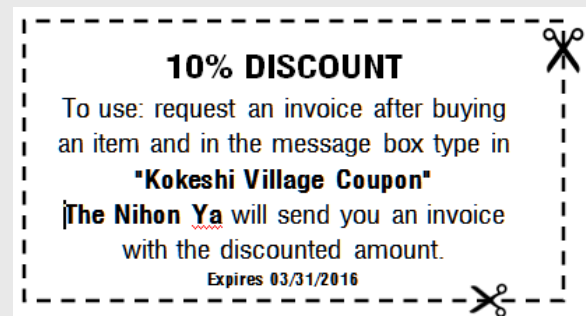 10% DISCOUNT
To use: request an invoice after buying
an item and in the message box type in
"Kokeshi Village Coupon"
The Nihon Ya will send you an invoice
with the discounted amount.
Expires 03/31/2016